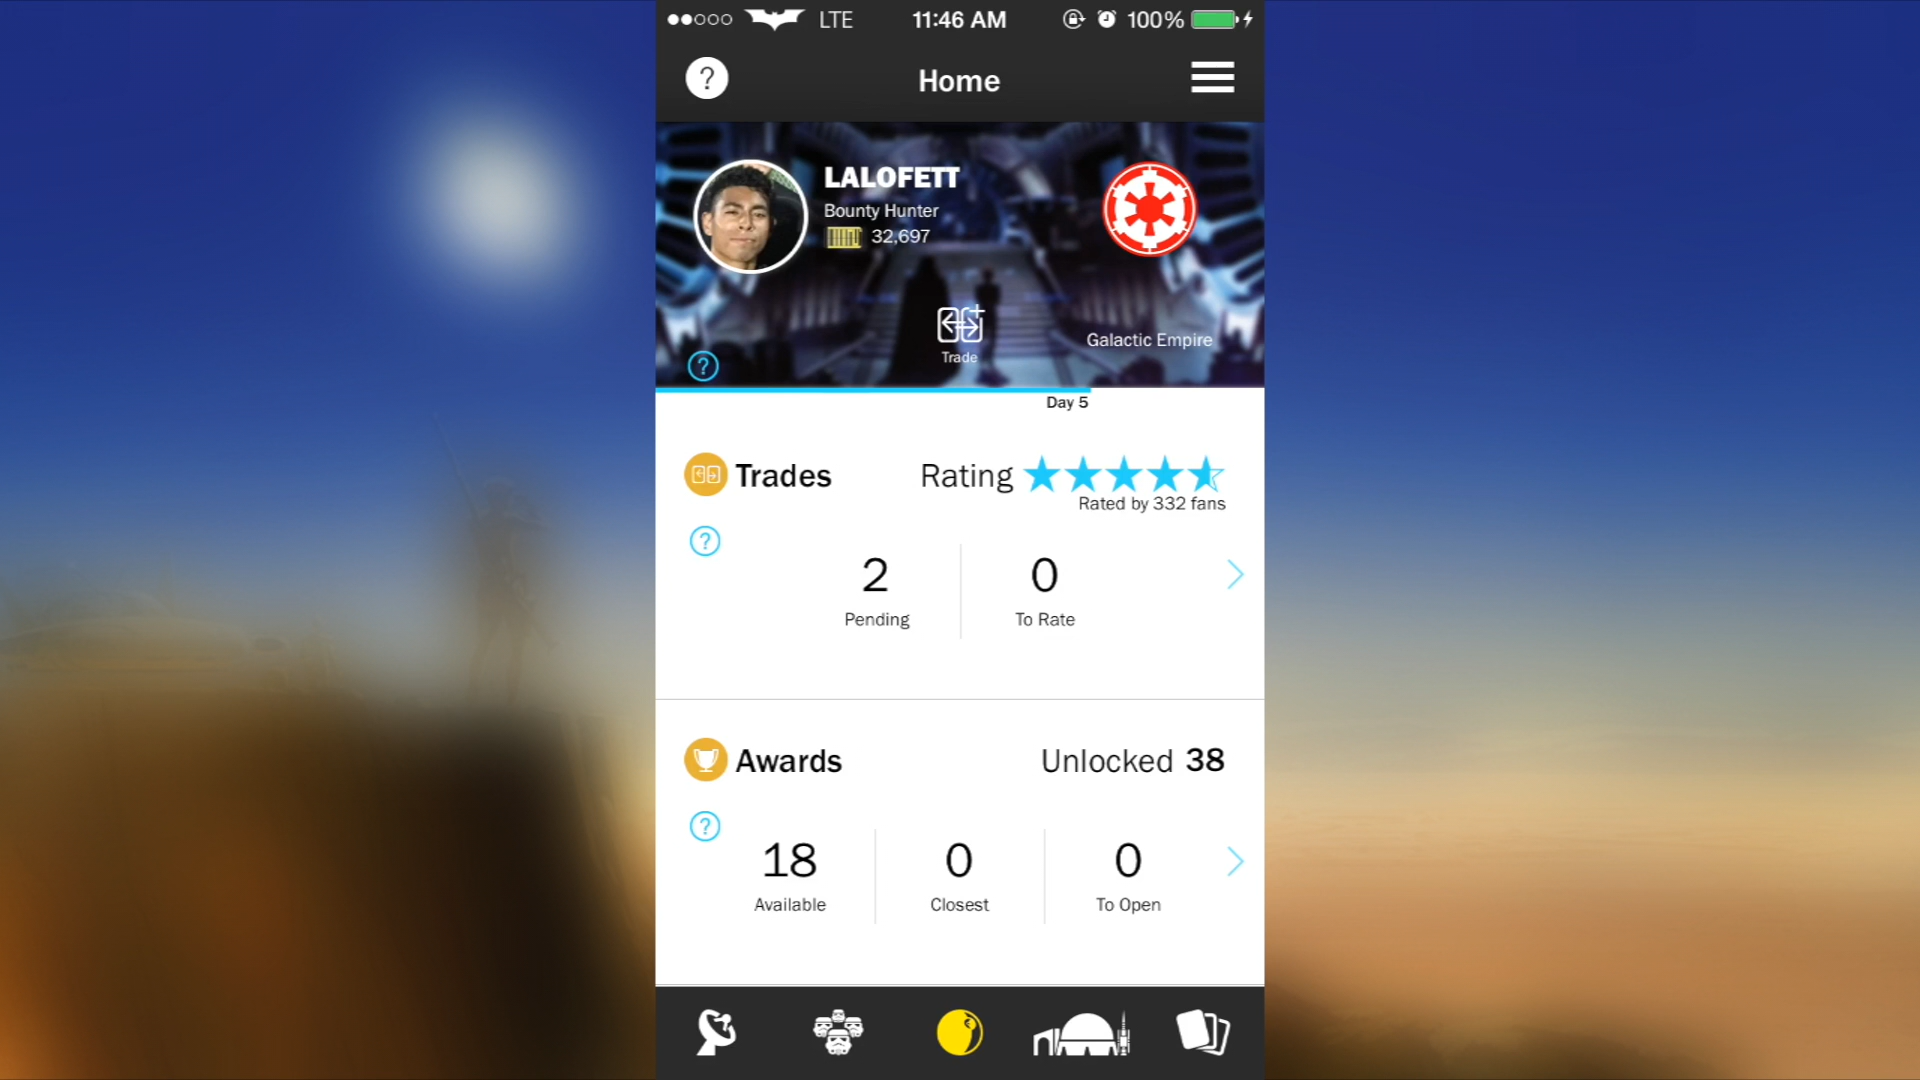 LTE 11:46 AM 100%
?
Home
LALOFETT
Bounty Hunter
32,697
Trade
Galactic Empire
?
Day 5
Trades
Rating
Rated by 332 fans
?
2 0
Pending To Rate
Awards
Unlocked 38
?
18 0 0
Available Closest To Open